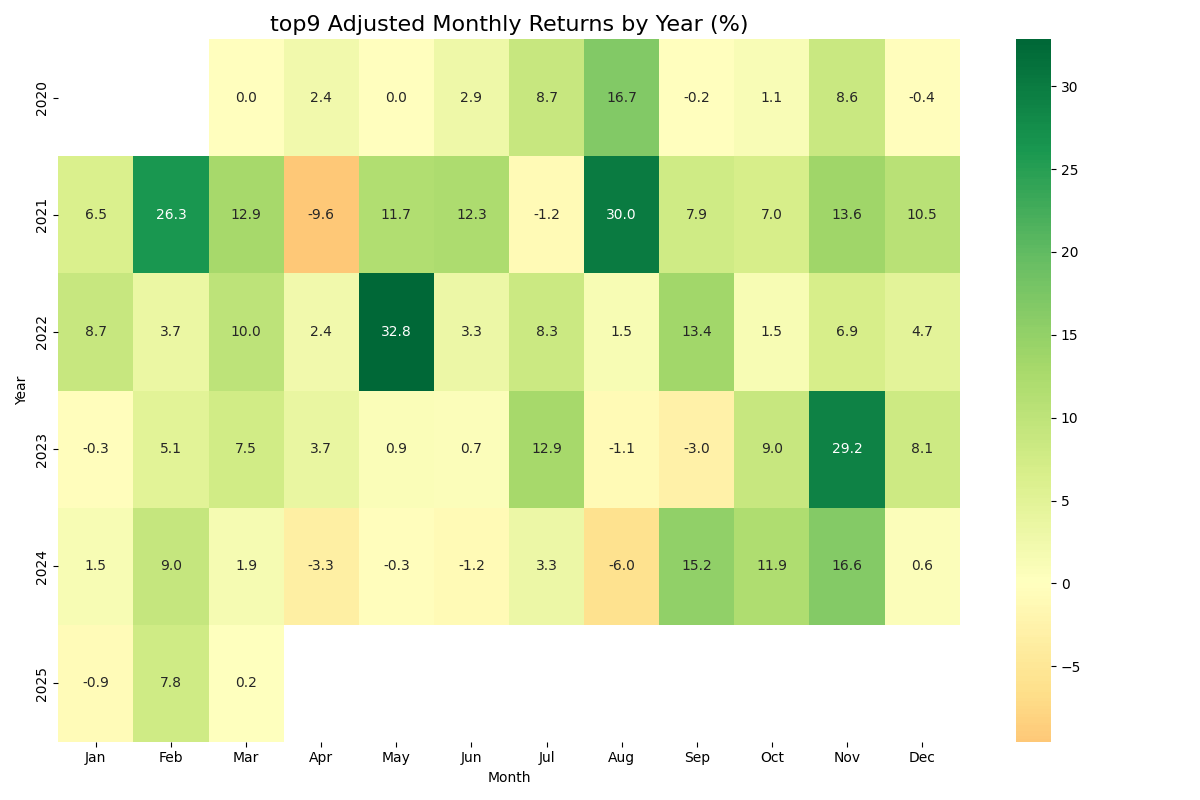 top9 Adjusted Monthly Returns by Year (%)
2020 0.0 2.4 0.0 2.9 8.7 16.7 -0.2 1.1 8.6 -0.4
2021 6.5 26.3 12.9 -9.6 11.7 12.3 -1.2 30.0 7.9 7.0 13.6 10.5
2022 8.7 3.7 10.0 2.4 32.8 3.3 8.3 1.5 13.4 1.5 6.9 4.7
2023 -0.3 5.1 7.5 3.7 0.9 0.7 12.9 -1.1 -3.0 9.0 29.2 8.1
2024 1.5 9.0 1.9 -3.3 -0.3 -1.2 3.3 -6.0 15.2 11.9 16.6 0.6
2025 -0.9 7.8 0.2
Jan Feb Mar Apr May Jun Jul Aug Sep Oct Nov Dec
Month
Year
30
25
20
15
10
5
0
−5